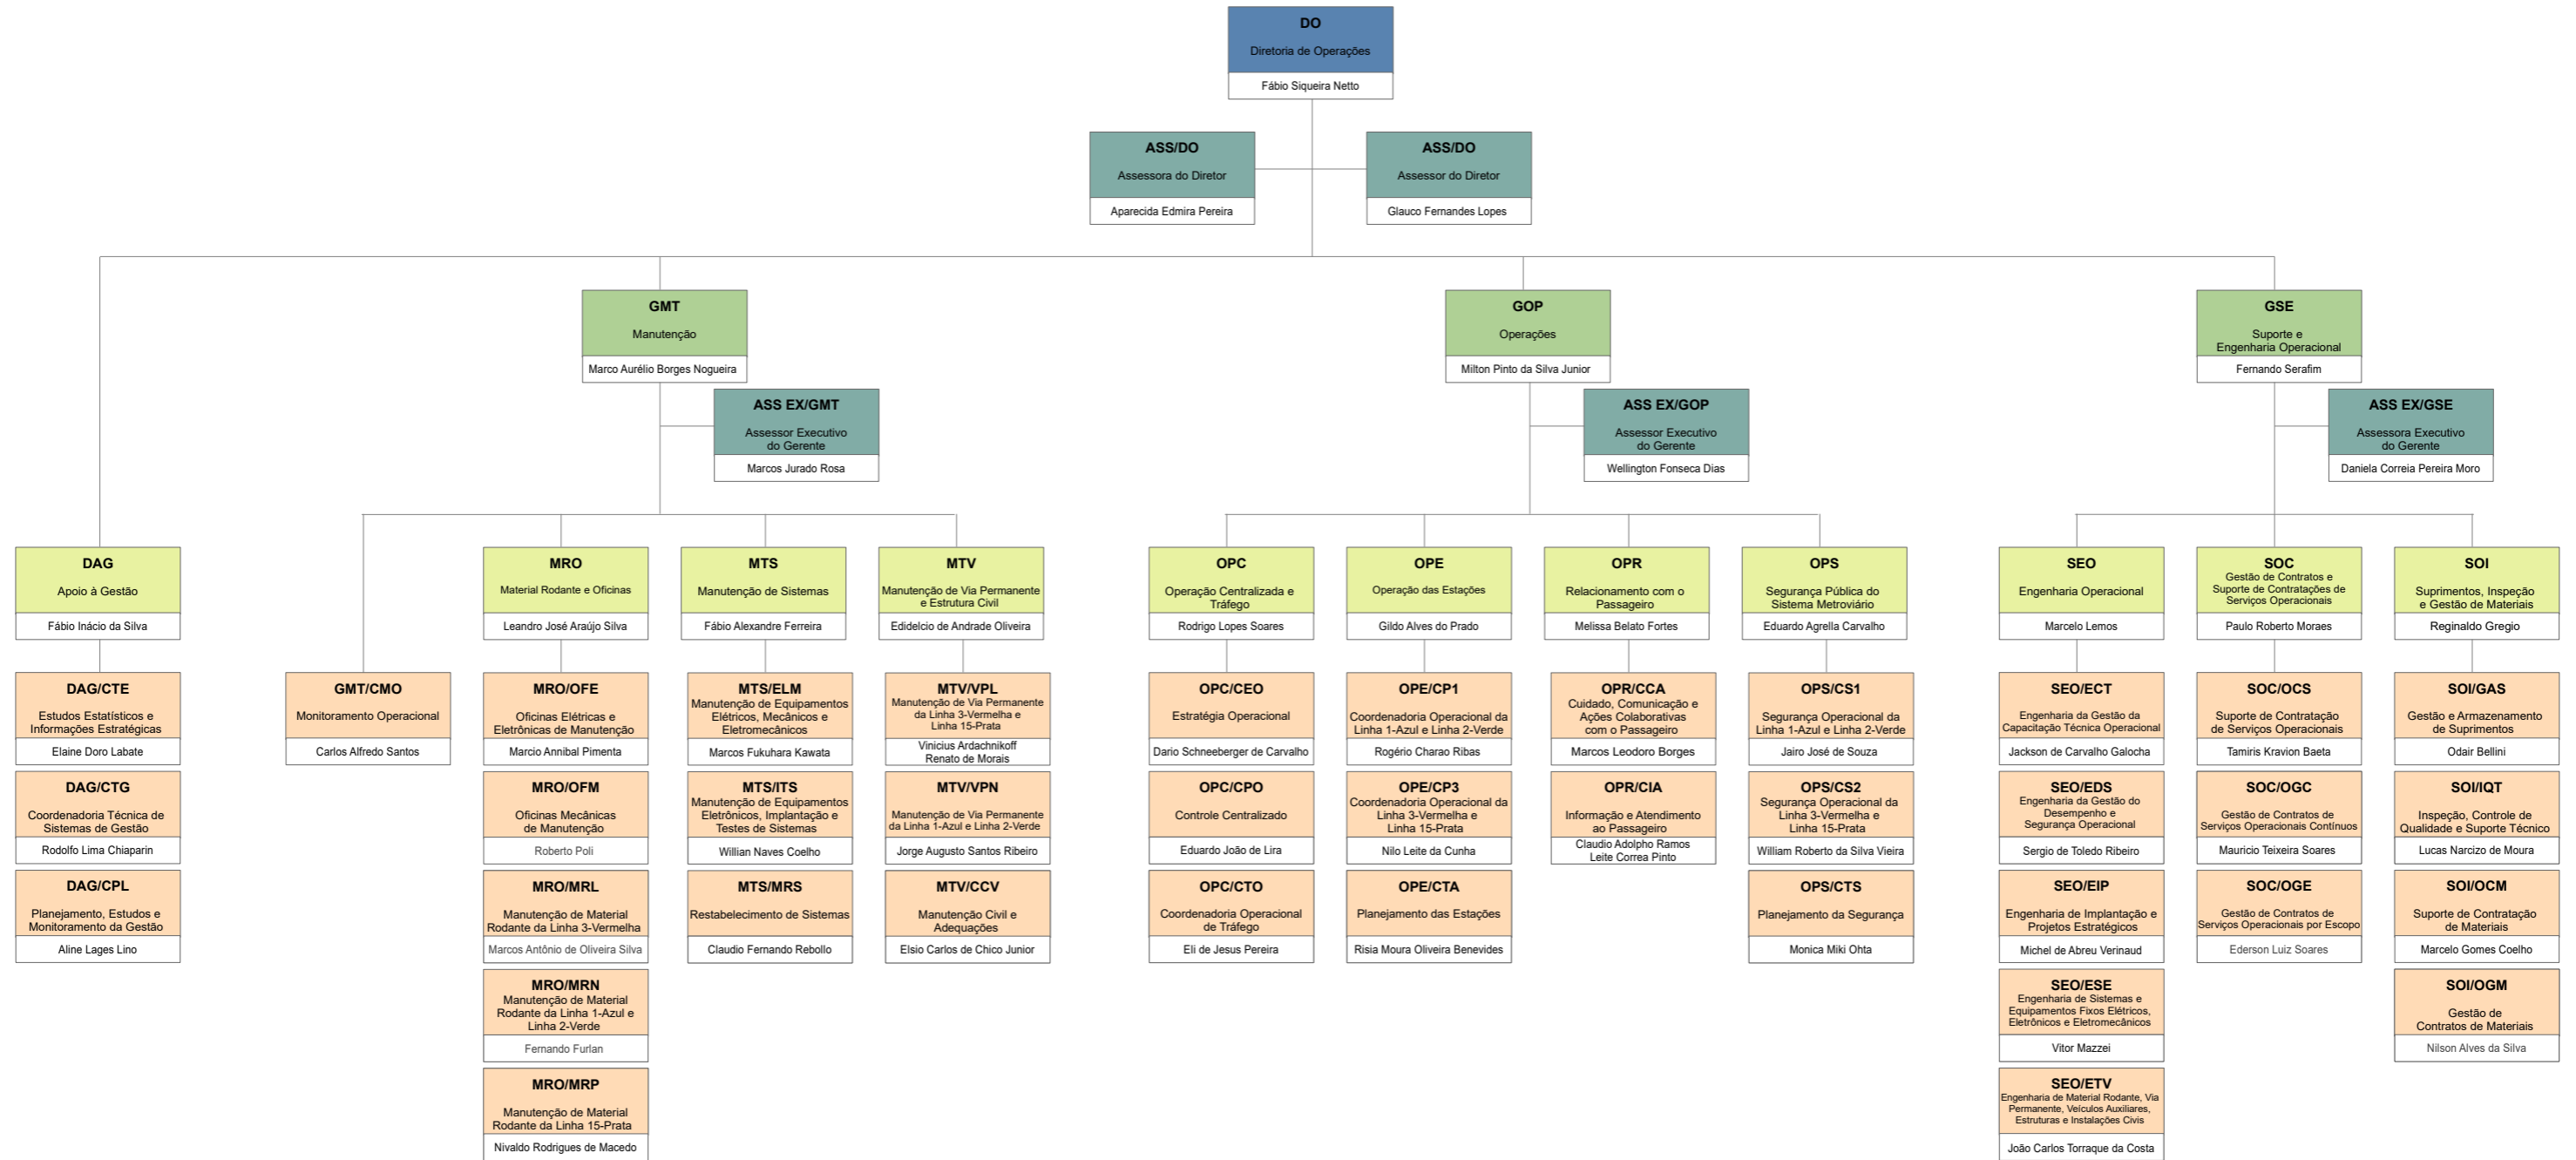 DO
Diretoria de Operações
Fábio Siqueira Netto
ASS/DO
Assessora do Diretor
Aparecida Edmira Pereira
ASS/DO
Assessor do Diretor
Glauco Fernandes Lopes
GMT
Manutenção
Marco Aurélio Borges Nogueira
GOP
Operações
Milton Pinto da Silva Junior
GSE
Suporte e
Engenharia Operacional
Fernando Serafim
ASS EX/GMT
Assessor Executivo
do Gerente
Marcos Jurado Rosa
ASS EX/GOP
Assessor Executivo
do Gerente
Wellington Fonseca Dias
ASS EX/GSE
Assessora Executivo
do Gerente
Daniela Correia Pereira Moro
DAG
Apoio à Gestão
Fábio Inácio da Silva
DAG/CTE
Estudos Estatísticos e
Informações Estratégicas
Elaine Doro Labate
DAG/CTG
Coordenadoria Técnica de
Sistemas de Gestão
Rodolfo Lima Chiaparin
DAG/CPL
Planejamento, Estudos e
Monitoramento da Gestão
Aline Lages Lino
GMT/CMO
Monitoramento Operacional
Carlos Alfredo Santos
MRO
Material Rodante e Oficinas
Leandro José Araújo Silva
MRO/OFE
Oficinas Elétricas e
Eletrônicas de Manutenção
Marcio Annibal Pimenta
MRO/OFM
Oficinas Mecânicas
de Manutenção
Roberto Poli
MRO/MRL
Manutenção de Material
Rodante da Linha 3-Vermelha
Marcos Antônio de Oliveira Silva
MRO/MRN
Manutenção de Material
Rodante da Linha 1-Azul e
Linha 2-Verde
Fernando Furlan
MRO/MRP
Manutenção de Material
Rodante da Linha 15-Prata
Nivaldo Rodrigues de Macedo
MTS
Manutenção de Sistemas
Fábio Alexandre Ferreira
MTS/ELM
Manutenção de Equipamentos
Elétricos, Mecânicos e
Eletromecânicos
Marcos Fukuhara Kawata
MTS/ITS
Manutenção de Equipamentos
Eletrônicos, Implantação e
Testes de Sistemas
Willian Naves Coelho
MTS/MRS
Restabelecimento de Sistemas
Claudio Fernando Rebollo
MTV
Manutenção de Via Permanente
e Estrutura Civil
Edidelcio de Andrade Oliveira
MTV/VPL
Manutenção de Via Permanente
da Linha 3-Vermelha e
Linha 15-Prata
Vinicius Ardachnikoff
Renato de Morais
MTV/VPN
Manutenção de Via Permanente
da Linha 1-Azul e Linha 2-Verde
Jorge Augusto Santos Ribeiro
MTV/CCV
Manutenção Civil e
Adequações
Elsio Carlos de Chico Junior
OPC
Operação Centralizada e
Tráfego
Rodrigo Lopes Soares
OPC/CEO
Estratégia Operacional
Dario Schneeberger de Carvalho
OPC/CPO
Controle Centralizado
Eduardo João de Lira
OPC/CTO
Coordenadoria Operacional
de Tráfego
Eli de Jesus Pereira
OPE
Operação das Estações
Gildo Alves do Prado
OPE/CP1
Coordenadoria Operacional da
Linha 1-Azul e Linha 2-Verde
Rogério Charao Ribas
OPE/CP3
Coordenadoria Operacional da
Linha 3-Vermelha e
Linha 15-Prata
Nilo Leite da Cunha
OPE/CTA
Planejamento das Estações
Risia Moura Oliveira Benevides
OPR
Relacionamento com o
Passageiro
Melissa Belato Fortes
OPR/CCA
Cuidado, Comunicação e
Ações Colaborativas
com o Passageiro
Marcos Leodoro Borges
OPR/CIA
Informação e Atendimento
ao Passageiro
Claudio Adolpho Ramos
Leite Correa Pinto
OPS
Segurança Pública do
Sistema Metroviário
Eduardo Agrella Carvalho
OPS/CS1
Segurança Operacional da
Linha 1-Azul e Linha 2-Verde
Jairo José de Souza
OPS/CS2
Segurança Operacional da
Linha 3-Vermelha e
Linha 15-Prata
William Roberto da Silva Vieira
OPS/CTS
Planejamento da Segurança
Monica Miki Ohta
SEO
Engenharia Operacional
Marcelo Lemos
SEO/ECT
Engenharia da Gestão da
Capacitação Técnica Operacional
Jackson de Carvalho Galocha
SEO/EDS
Engenharia da Gestão do
Desempenho e
Segurança Operacional
Sergio de Toledo Ribeiro
SEO/EIP
Engenharia de Implantação e
Projetos Estratégicos
Michel de Abreu Verinaud
SEO/ESE
Engenharia de Sistemas e
Equipamentos Fixos Elétricos,
Eletrônicos e Eletromecânicos
Vitor Mazzei
SEO/ETV
Engenharia de Material Rodante, Via
Permanente, Veículos Auxiliares,
Estruturas e Instalações Civis
João Carlos Torraque da Costa
SOC
Gestão de Contratos e
Suporte de Contratações de
Serviços Operacionais
Paulo Roberto Moraes
SOC/OCS
Suporte de Contratação
de Serviços Operacionais
Tamiris Kravion Baeta
SOC/OGC
Gestão de Contratos de
Serviços Operacionais Contínuos
Mauricio Teixeira Soares
SOC/OGE
Gestão de Contratos de
Serviços Operacionais por Escopo
Ederson Luiz Soares
SOI
Suprimentos, Inspeção
e Gestão de Materiais
Reginaldo Gregio
SOI/GAS
Gestão e Armazenamento
de Suprimentos
Odair Bellini
SOI/IQT
Inspeção, Controle de
Qualidade e Suporte Técnico
Lucas Narcizo de Moura
SOI/OCM
Suporte de Contratação
de Materiais
Marcelo Gomes Coelho
SOI/OGM
Gestão de
Contratos de Materiais
Nilson Alves da Silva